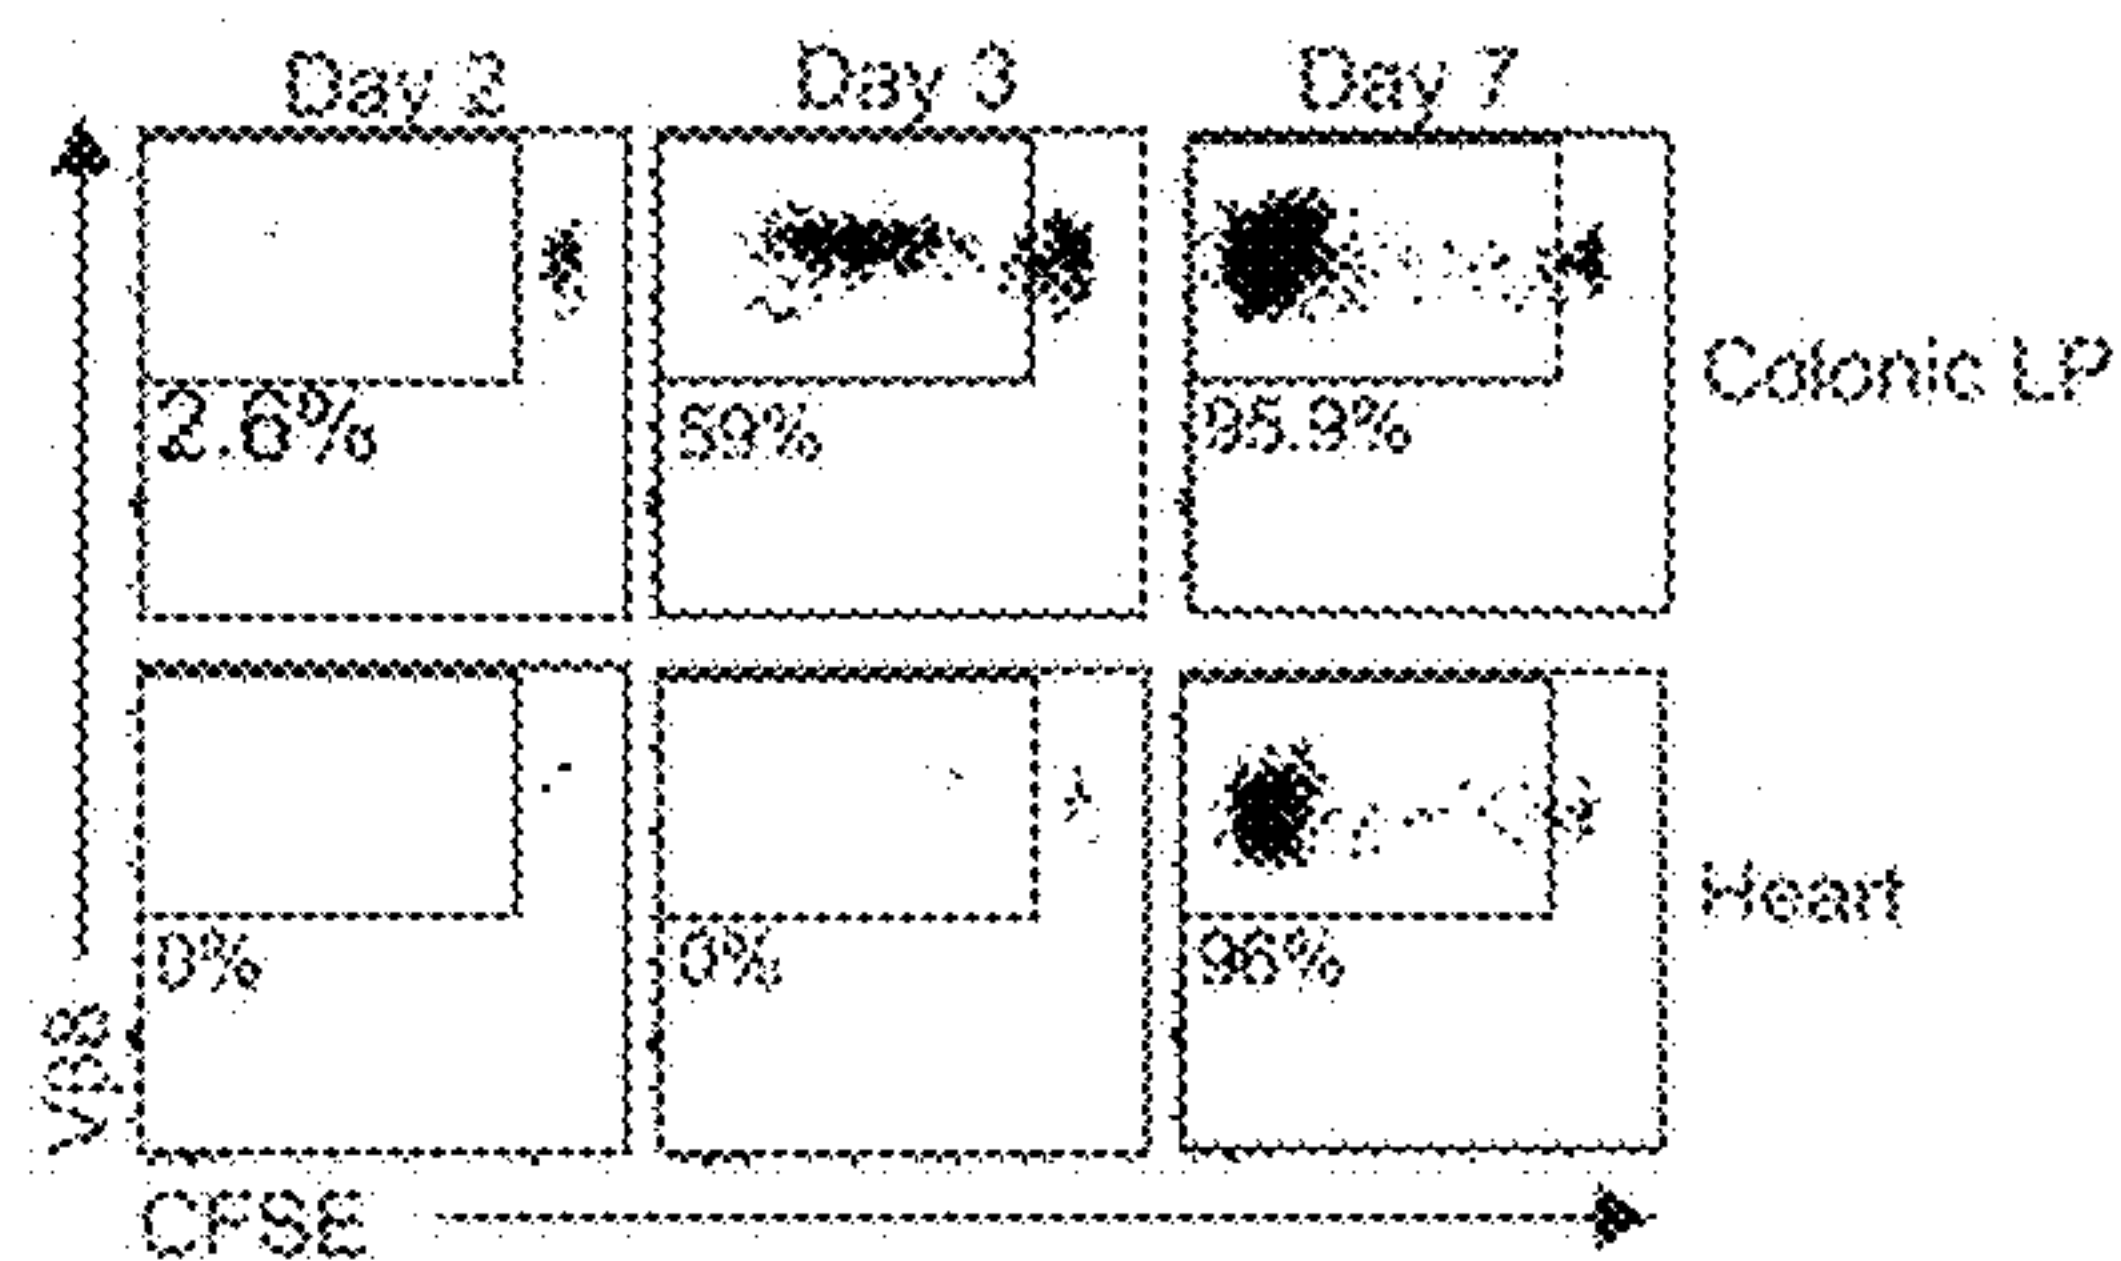 Day 2 Day 3 Day 7
2.6% 59% 95.9% Colonic LP
0% 0% 96% Heart
Vβ8
CFSE